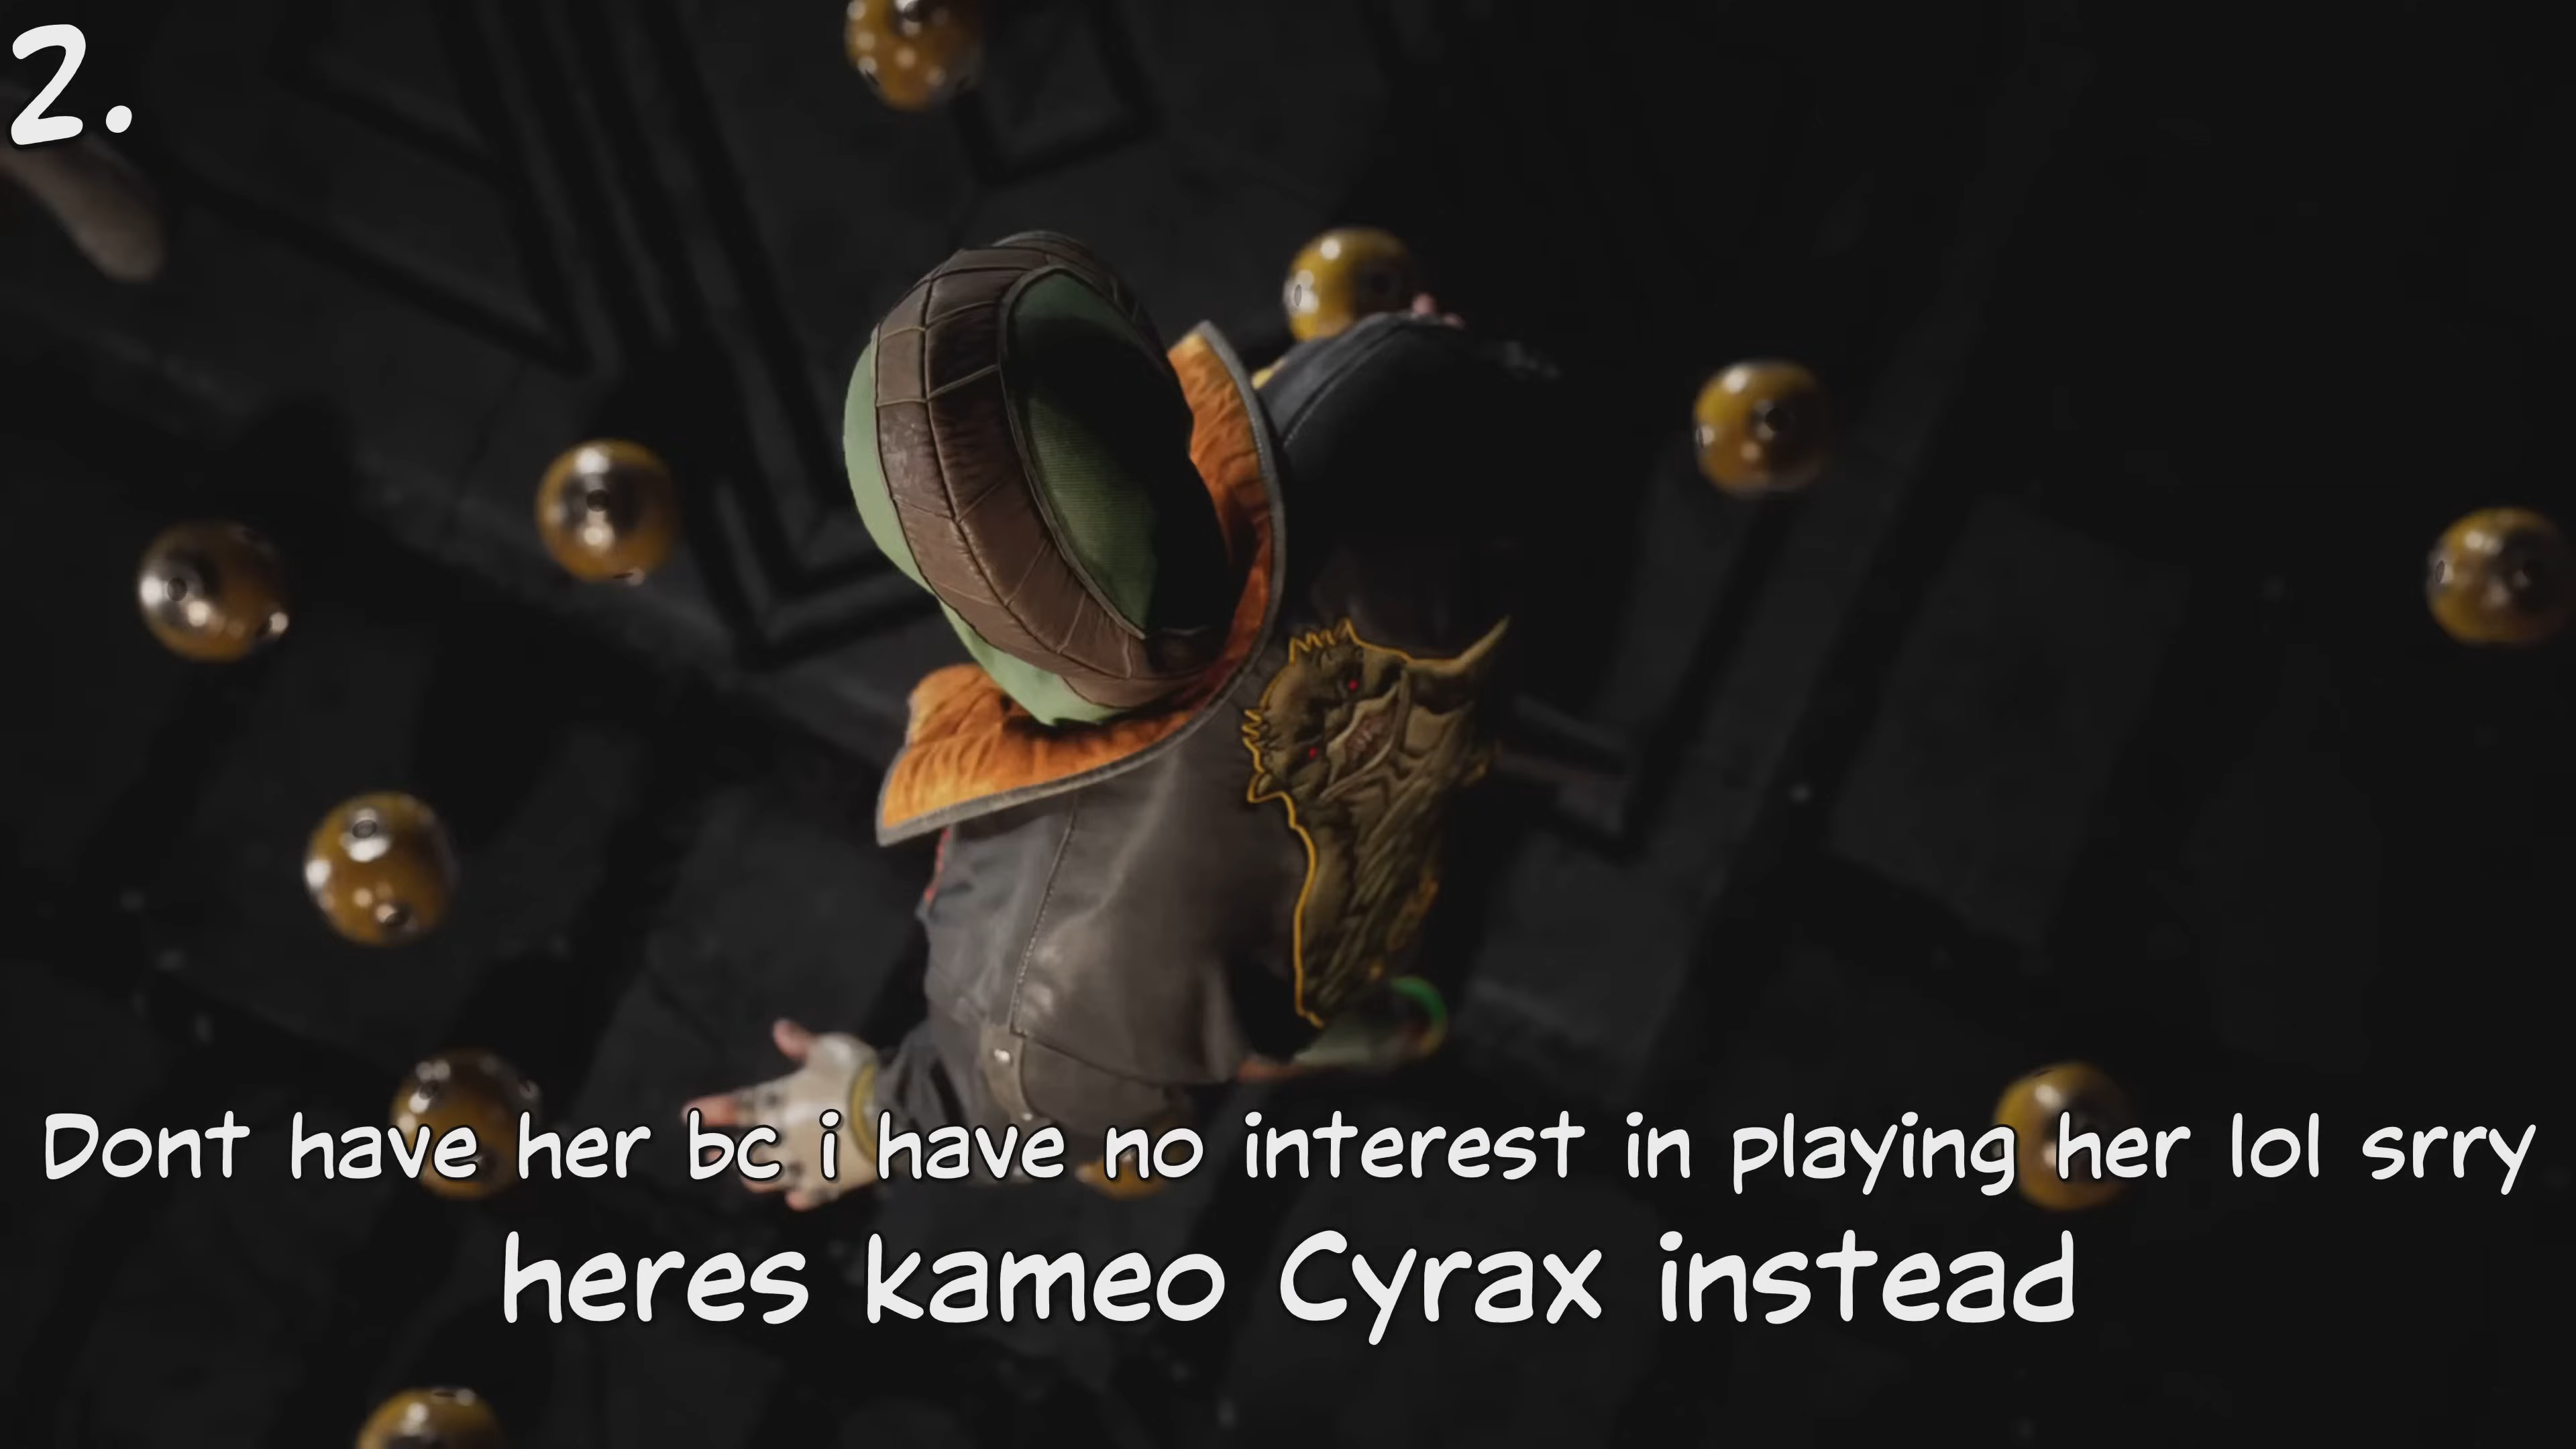 2.
Dont have her bc i have no interest in playing her lol srry
heres kameo Cyrax instead